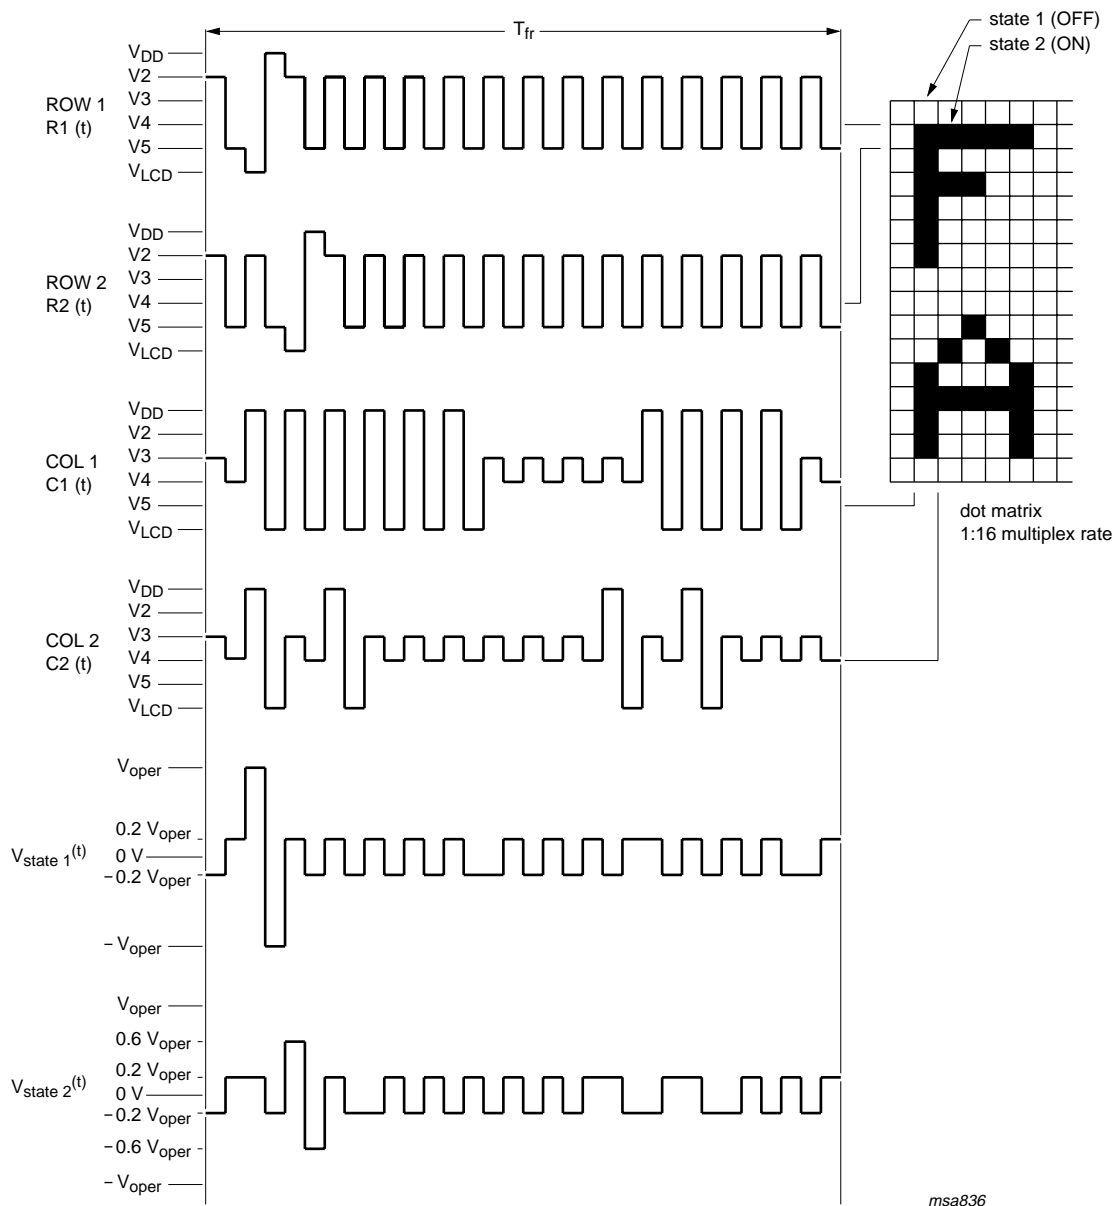 T_fr
state 1 (OFF)
state 2 (ON)
ROW 1
R1 (t)
V_DD
V2
V3
V4
V5
V_LCD
ROW 2
R2 (t)
V_DD
V2
V3
V4
V5
V_LCD
COL 1
C1 (t)
V_DD
V2
V3
V4
V5
V_LCD
dot matrix
1:16 multiplex rate
COL 2
C2 (t)
V_DD
V2
V3
V4
V5
V_LCD
V_state 1(t)
V_oper
0.2 V_oper
0 V
−0.2 V_oper
− V_oper
V_state 2(t)
V_oper
0.6 V_oper
0.2 V_oper
0 V
−0.2 V_oper
−0.6 V_oper
− V_oper
msa836